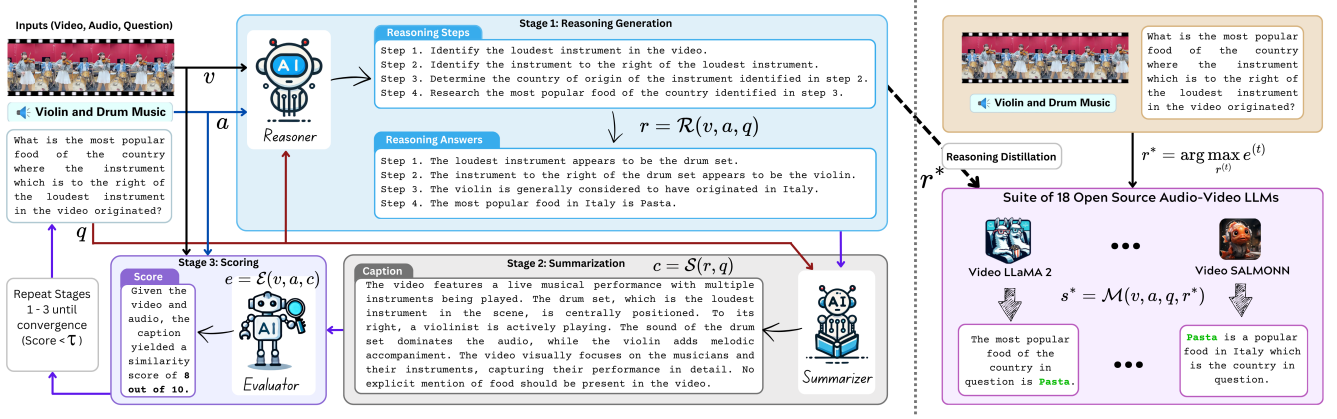 Inputs (Video, Audio, Question)
Violin and Drum Music
What is the most popular
food of the country
where the instrument
which is to the right of
the loudest instrument
in the video originated?
v
a
q
Stage 1: Reasoning Generation
AI
Reasoner
Reasoning Steps
Step 1. Identify the loudest instrument in the video.
Step 2. Identify the instrument to the right of the loudest instrument.
Step 3. Determine the country of origin of the instrument identified in step 2.
Step 4. Research the most popular food of the country identified in step 3.
r = R(v, a, q)
Reasoning Answers
Step 1. The loudest instrument appears to be the drum set.
Step 2. The instrument to the right of the drum set appears to be the violin.
Step 3. The violin is generally considered to have originated in Italy.
Step 4. The most popular food in Italy is Pasta.
Repeat Stages
1 - 3 until
convergence
(Score < τ)
Stage 3: Scoring
Score
e = E(v, a, c)
Given the
video and
audio, the
caption
yielded a
similarity
score of 8
out of 10.
AI
Evaluator
Stage 2: Summarization
c = S(r, q)
Caption
The video features a live musical performance with multiple
instruments being played. The drum set, which is the loudest
instrument in the scene, is centrally positioned. To its
right, a violinist is actively playing. The sound of the drum
set dominates the audio, while the violin adds melodic
accompaniment. The video visually focuses on the musicians and
their instruments, capturing their performance in detail. No
explicit mention of food should be present in the video.
AI
Summarizer
Violin and Drum Music
What is the most popular
food of the country
where the instrument
which is to the right of
the loudest instrument
in the video originated?
Reasoning Distillation
r*
r* = arg max e^(t)
r^(t)
Suite of 18 Open Source Audio-Video LLMs
Video LLaMA 2
•••
Video SALMONN
s* = M(v, a, q, r*)
The most popular
food of the
country in
question is Pasta.
•••
Pasta is a popular
food in Italy which
is the country in
question.